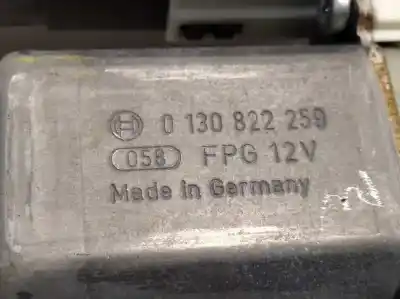 0 130 822 259
058 FPG 12V
Made in Germany